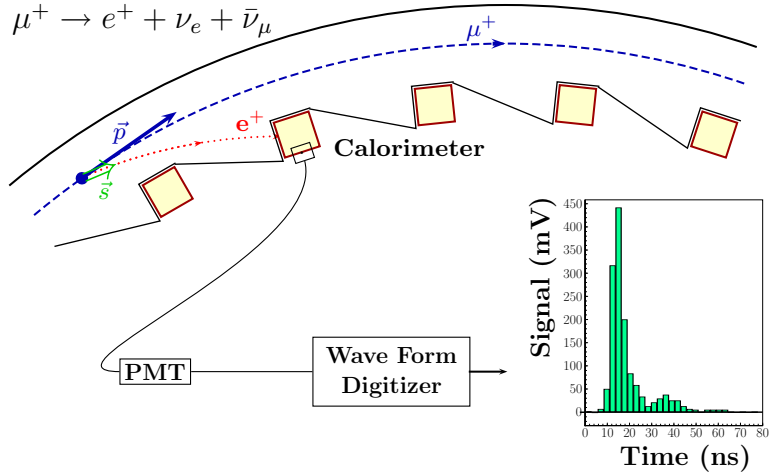 μ⁺ → e⁺ + ν_e + ν̄_μ
μ⁺
p⃗
e⁺
s⃗
Calorimeter
PMT
Wave Form
Digitizer
Signal (mV)
450
400
350
300
250
200
150
100
50
0
0 10 20 30 40 50 60 70 80
Time (ns)